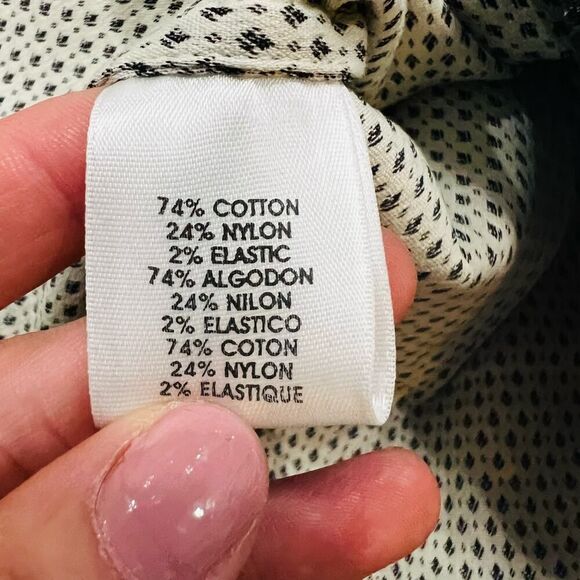 74% COTTON
24% NYLON
2% ELASTIC
74% ALGODON
24% NILON
2% ELASTICO
74% COTON
24% NYLON
2% ELASTIQUE